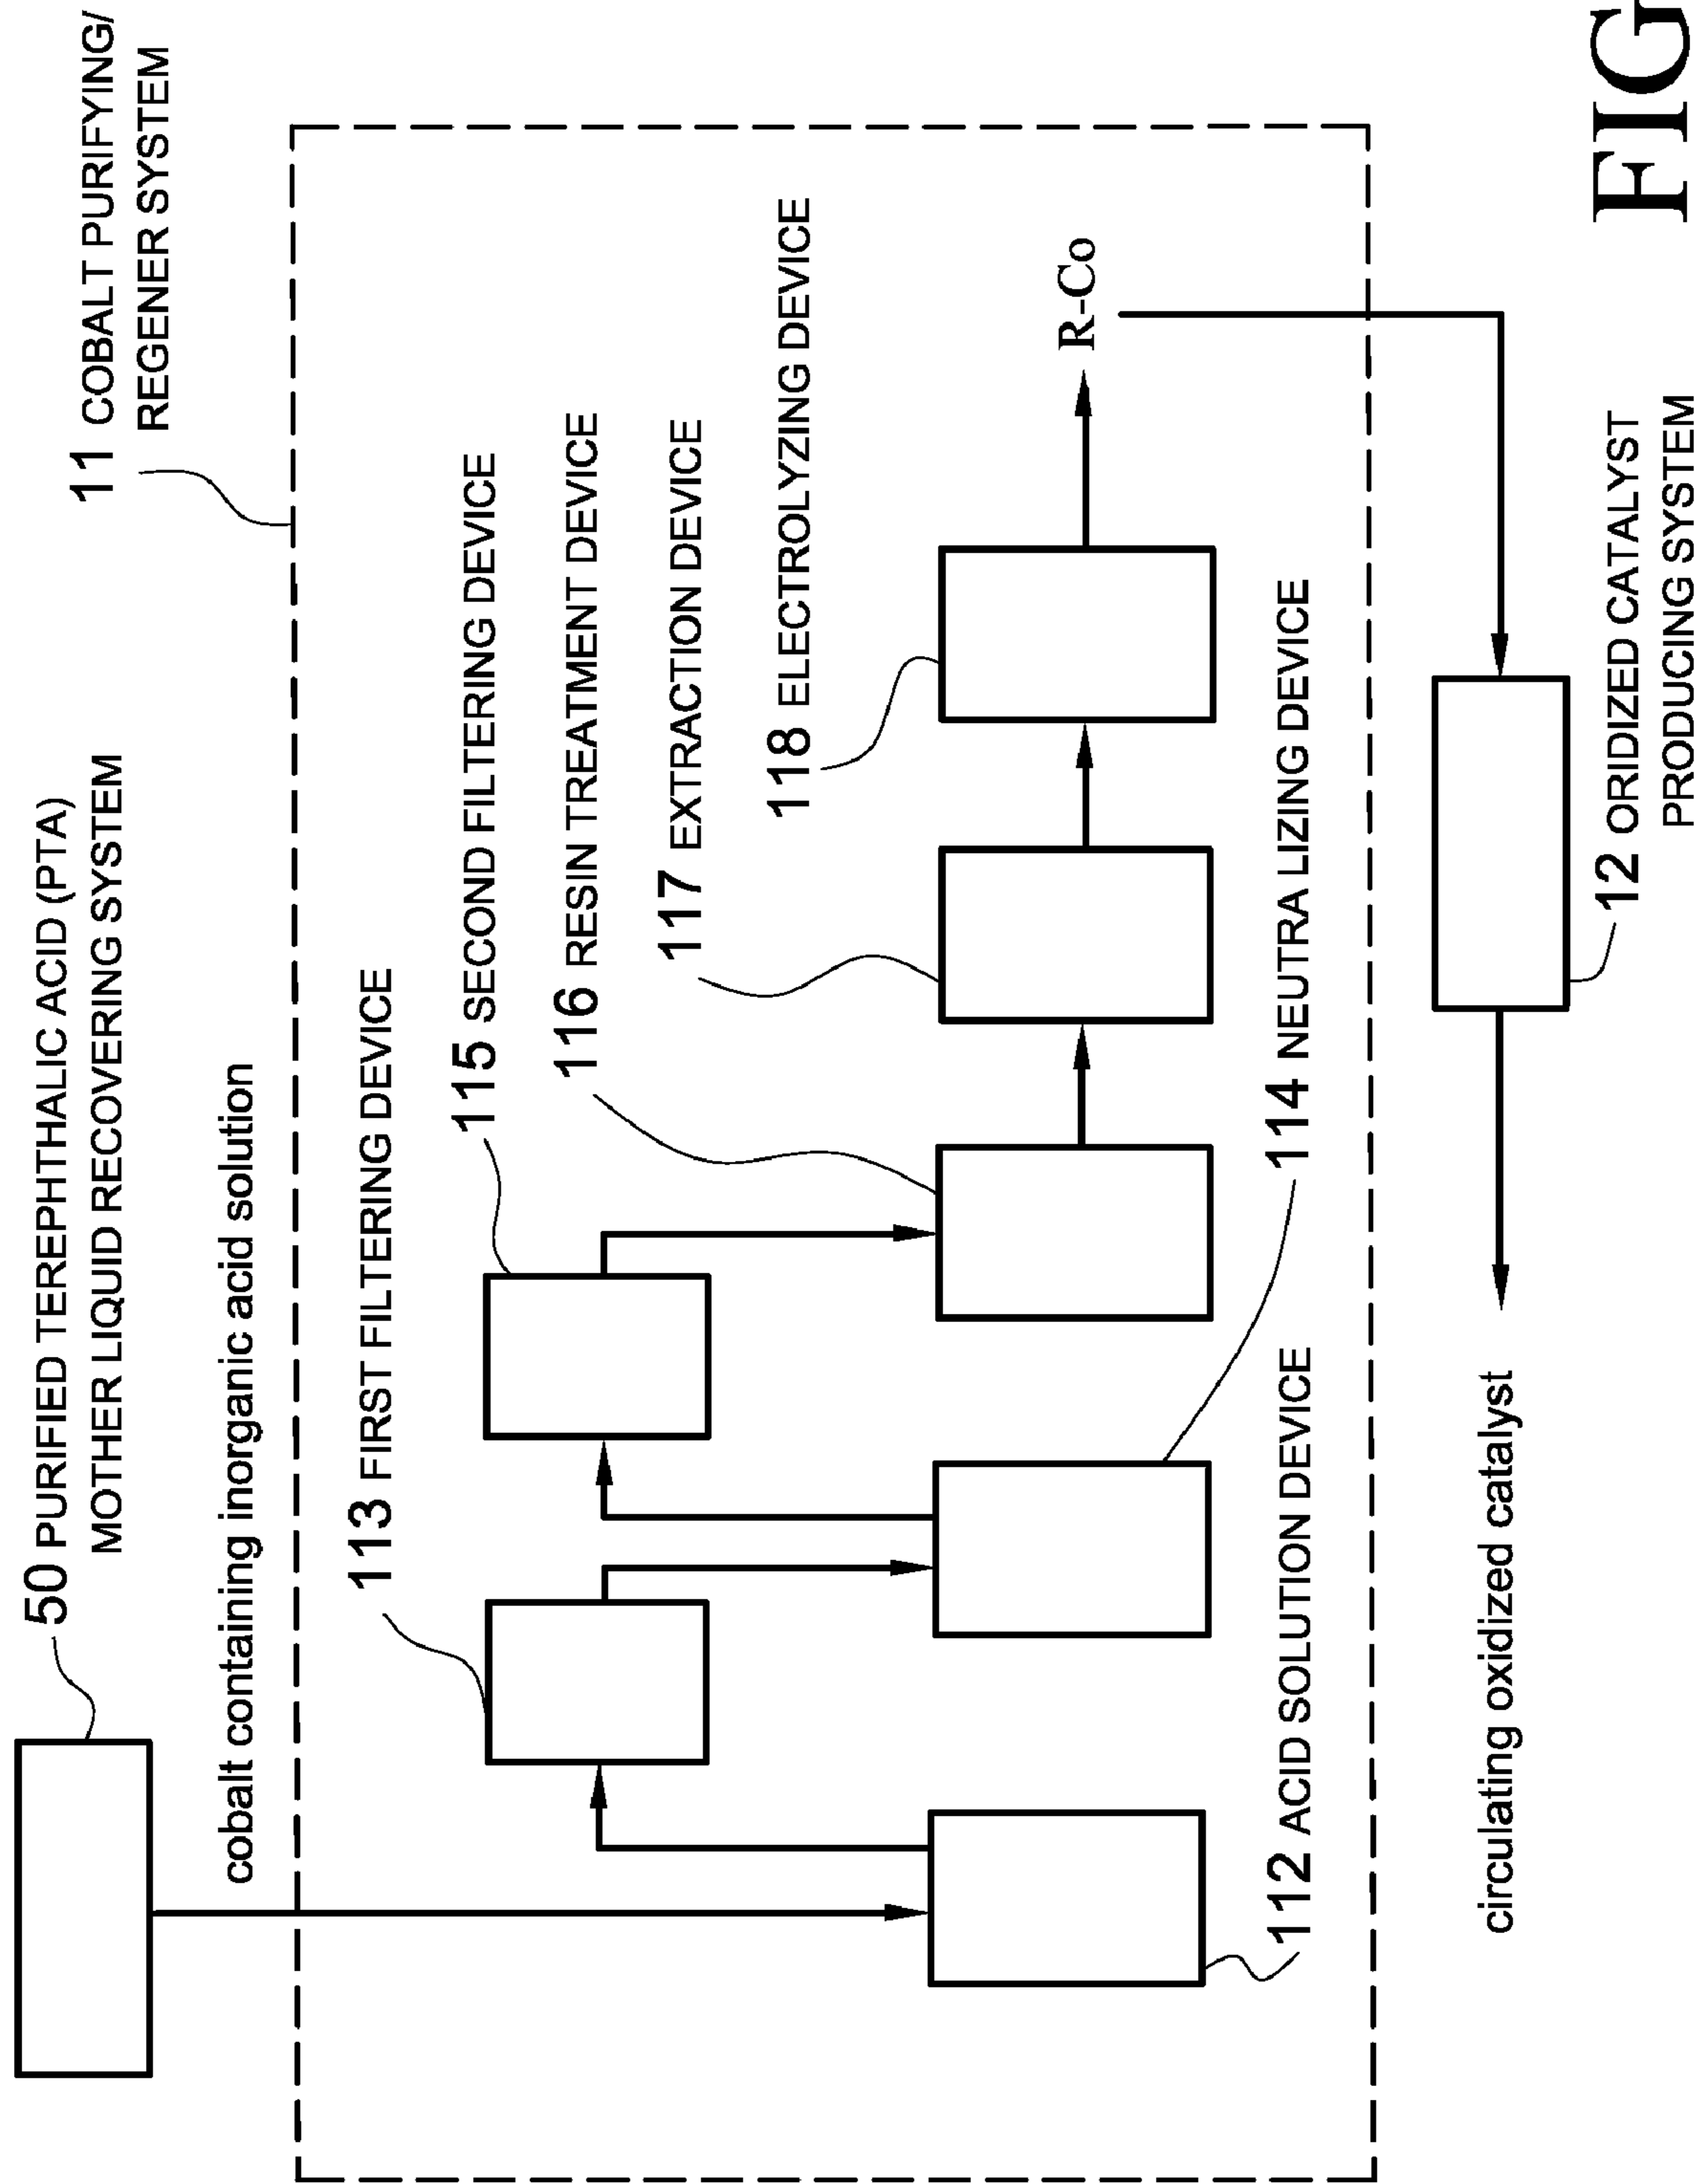 50 PURIFIED TEREPHTHALIC ACID (PTA)
MOTHER LIQUID RECOVERING SYSTEM
11 COBALT PURIFYING/
REGENER SYSTEM
cobalt containing inorganic acid solution
113 FIRST FILTERING DEVICE
115 SECOND FILTERING DEVICE
116 RESIN TREATMENT DEVICE
117 EXTRACTION DEVICE
118 ELECTROLYZING DEVICE
R-Co
112 ACID SOLUTION DEVICE
114 NEUTRA LIZING DEVICE
circulating oxidized catalyst
12 ORIDIZED CATALYST
PRODUCING SYSTEM
FIG